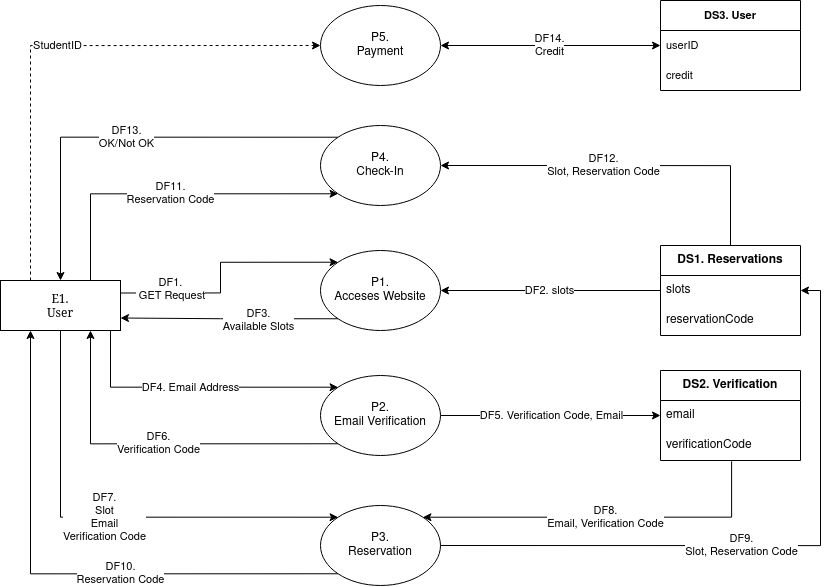 P5.
Payment
DS3. User
userID
credit
StudentID
DF14.
Credit
DF13.
OK/Not OK
P4.
Check-In
DF12.
Slot, Reservation Code
DF11.
Reservation Code
DS1. Reservations
slots
reservationCode
P1.
Acceses Website
DF1.
GET Request
DF2. slots
E1.
User
DF3.
Available Slots
DS2. Verification
email
verificationCode
P2.
Email Verification
DF4. Email Address
DF5. Verification Code, Email
DF6.
Verification Code
DF7.
Slot
Email
Verification Code
DF8.
Email, Verification Code
P3.
Reservation
DF9.
Slot, Reservation Code
DF10.
Reservation Code